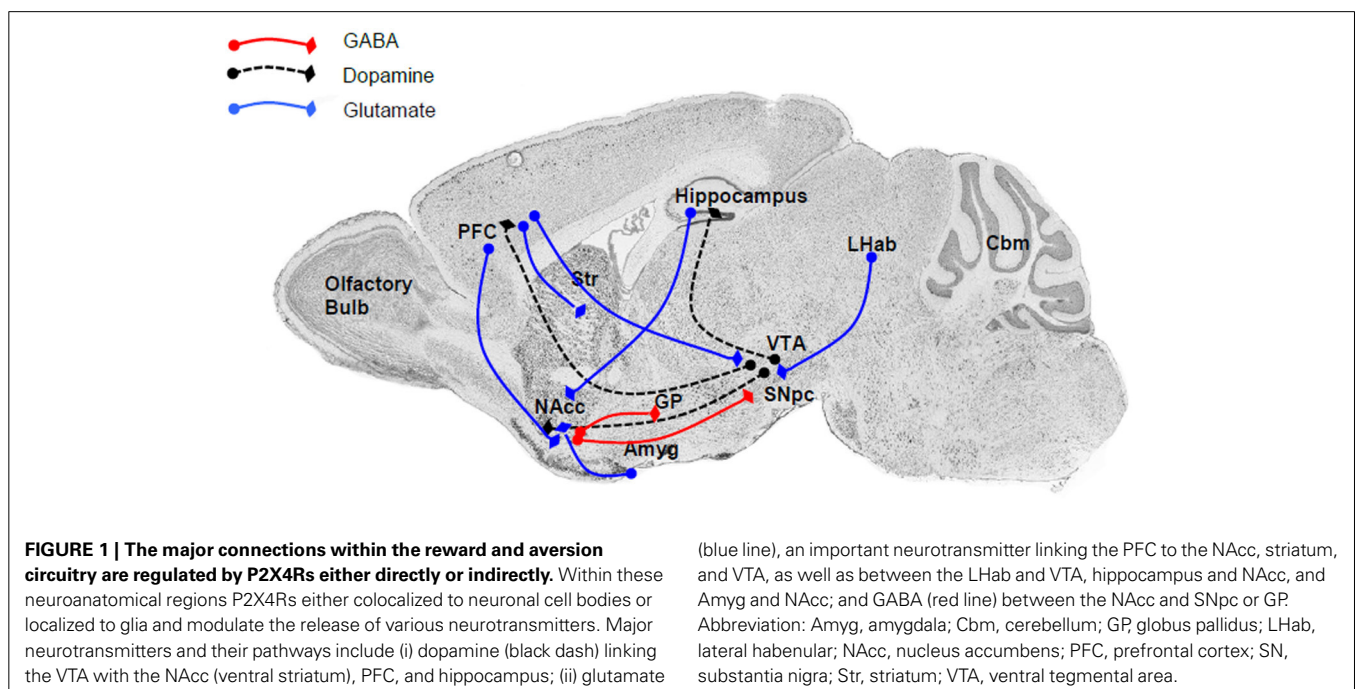 GABA
Dopamine
Glutamate
Hippocampus
PFC
LHab
Cbm
Str
Olfactory
Bulb
VTA
SNpc
GP
NAcc
Amyg
FIGURE 1 | The major connections within the reward and aversion
circuitry are regulated by P2X4Rs either directly or indirectly. Within these
neuroanatomical regions P2X4Rs either colocalized to neuronal cell bodies or
localized to glia and modulate the release of various neurotransmitters. Major
neurotransmitters and their pathways include (i) dopamine (black dash) linking
the VTA with the NAcc (ventral striatum), PFC, and hippocampus; (ii) glutamate
(blue line), an important neurotransmitter linking the PFC to the NAcc, striatum,
and VTA, as well as between the LHab and VTA, hippocampus and NAcc, and
Amyg and NAcc; and GABA (red line) between the NAcc and SNpc or GP.
Abbreviation: Amyg, amygdala; Cbm, cerebellum; GP, globus pallidus; LHab,
lateral habenular; NAcc, nucleus accumbens; PFC, prefrontal cortex; SN,
substantia nigra; Str, striatum; VTA, ventral tegmental area.